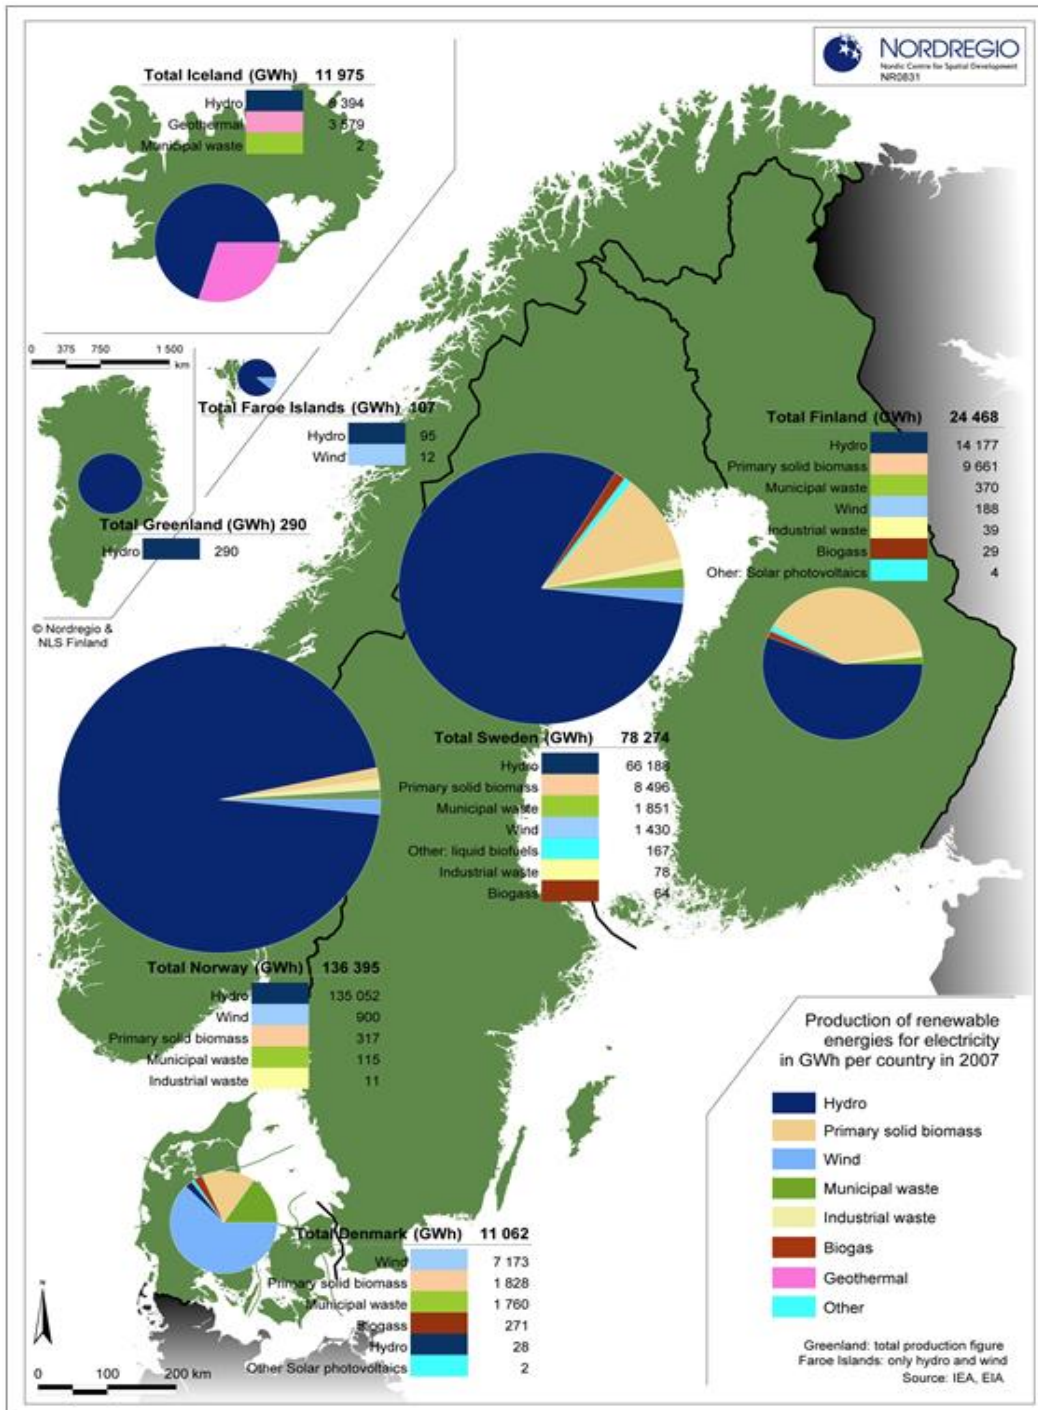 NORDREGIO
Nordic Centre for Spatial Development
NR0831
Total Iceland (GWh) 11 975
Hydro 8 394
Geothermal 3 579
Municipal waste 2
0 375 750 1 500
km
Total Faroe Islands (GWh) 107
Hydro 95
Wind 12
Total Greenland (GWh) 290
Hydro 290
© Nordregio &
NLS Finland
Total Finland (GWh) 24 468
Hydro 14 177
Primary solid biomass 9 661
Municipal waste 370
Wind 188
Industrial waste 39
Biogass 29
Oher: Solar photovoltaics 4
Total Sweden (GWh) 78 274
Hydro 66 188
Primary solid biomass 8 496
Municipal waste 1 851
Wind 1 430
Other: liquid biofuels 167
Industrial waste 78
Biogass 64
Total Norway (GWh) 136 395
Hydro 135 052
Wind 900
Primary solid biomass 317
Municipal waste 115
Industrial waste 11
Total Denmark (GWh) 11 062
Wind 7 173
Primary solid biomass 1 828
Municipal waste 1 760
Biogass 271
Hydro 28
Other Solar photovoltaics 2
Production of renewable
energies for electricity
in GWh per country in 2007
Hydro
Primary solid biomass
Wind
Municipal waste
Industrial waste
Biogas
Geothermal
Other
Greenland: total production figure
Faroe Islands: only hydro and wind
Source: IEA, EIA
N
0 100 200 km